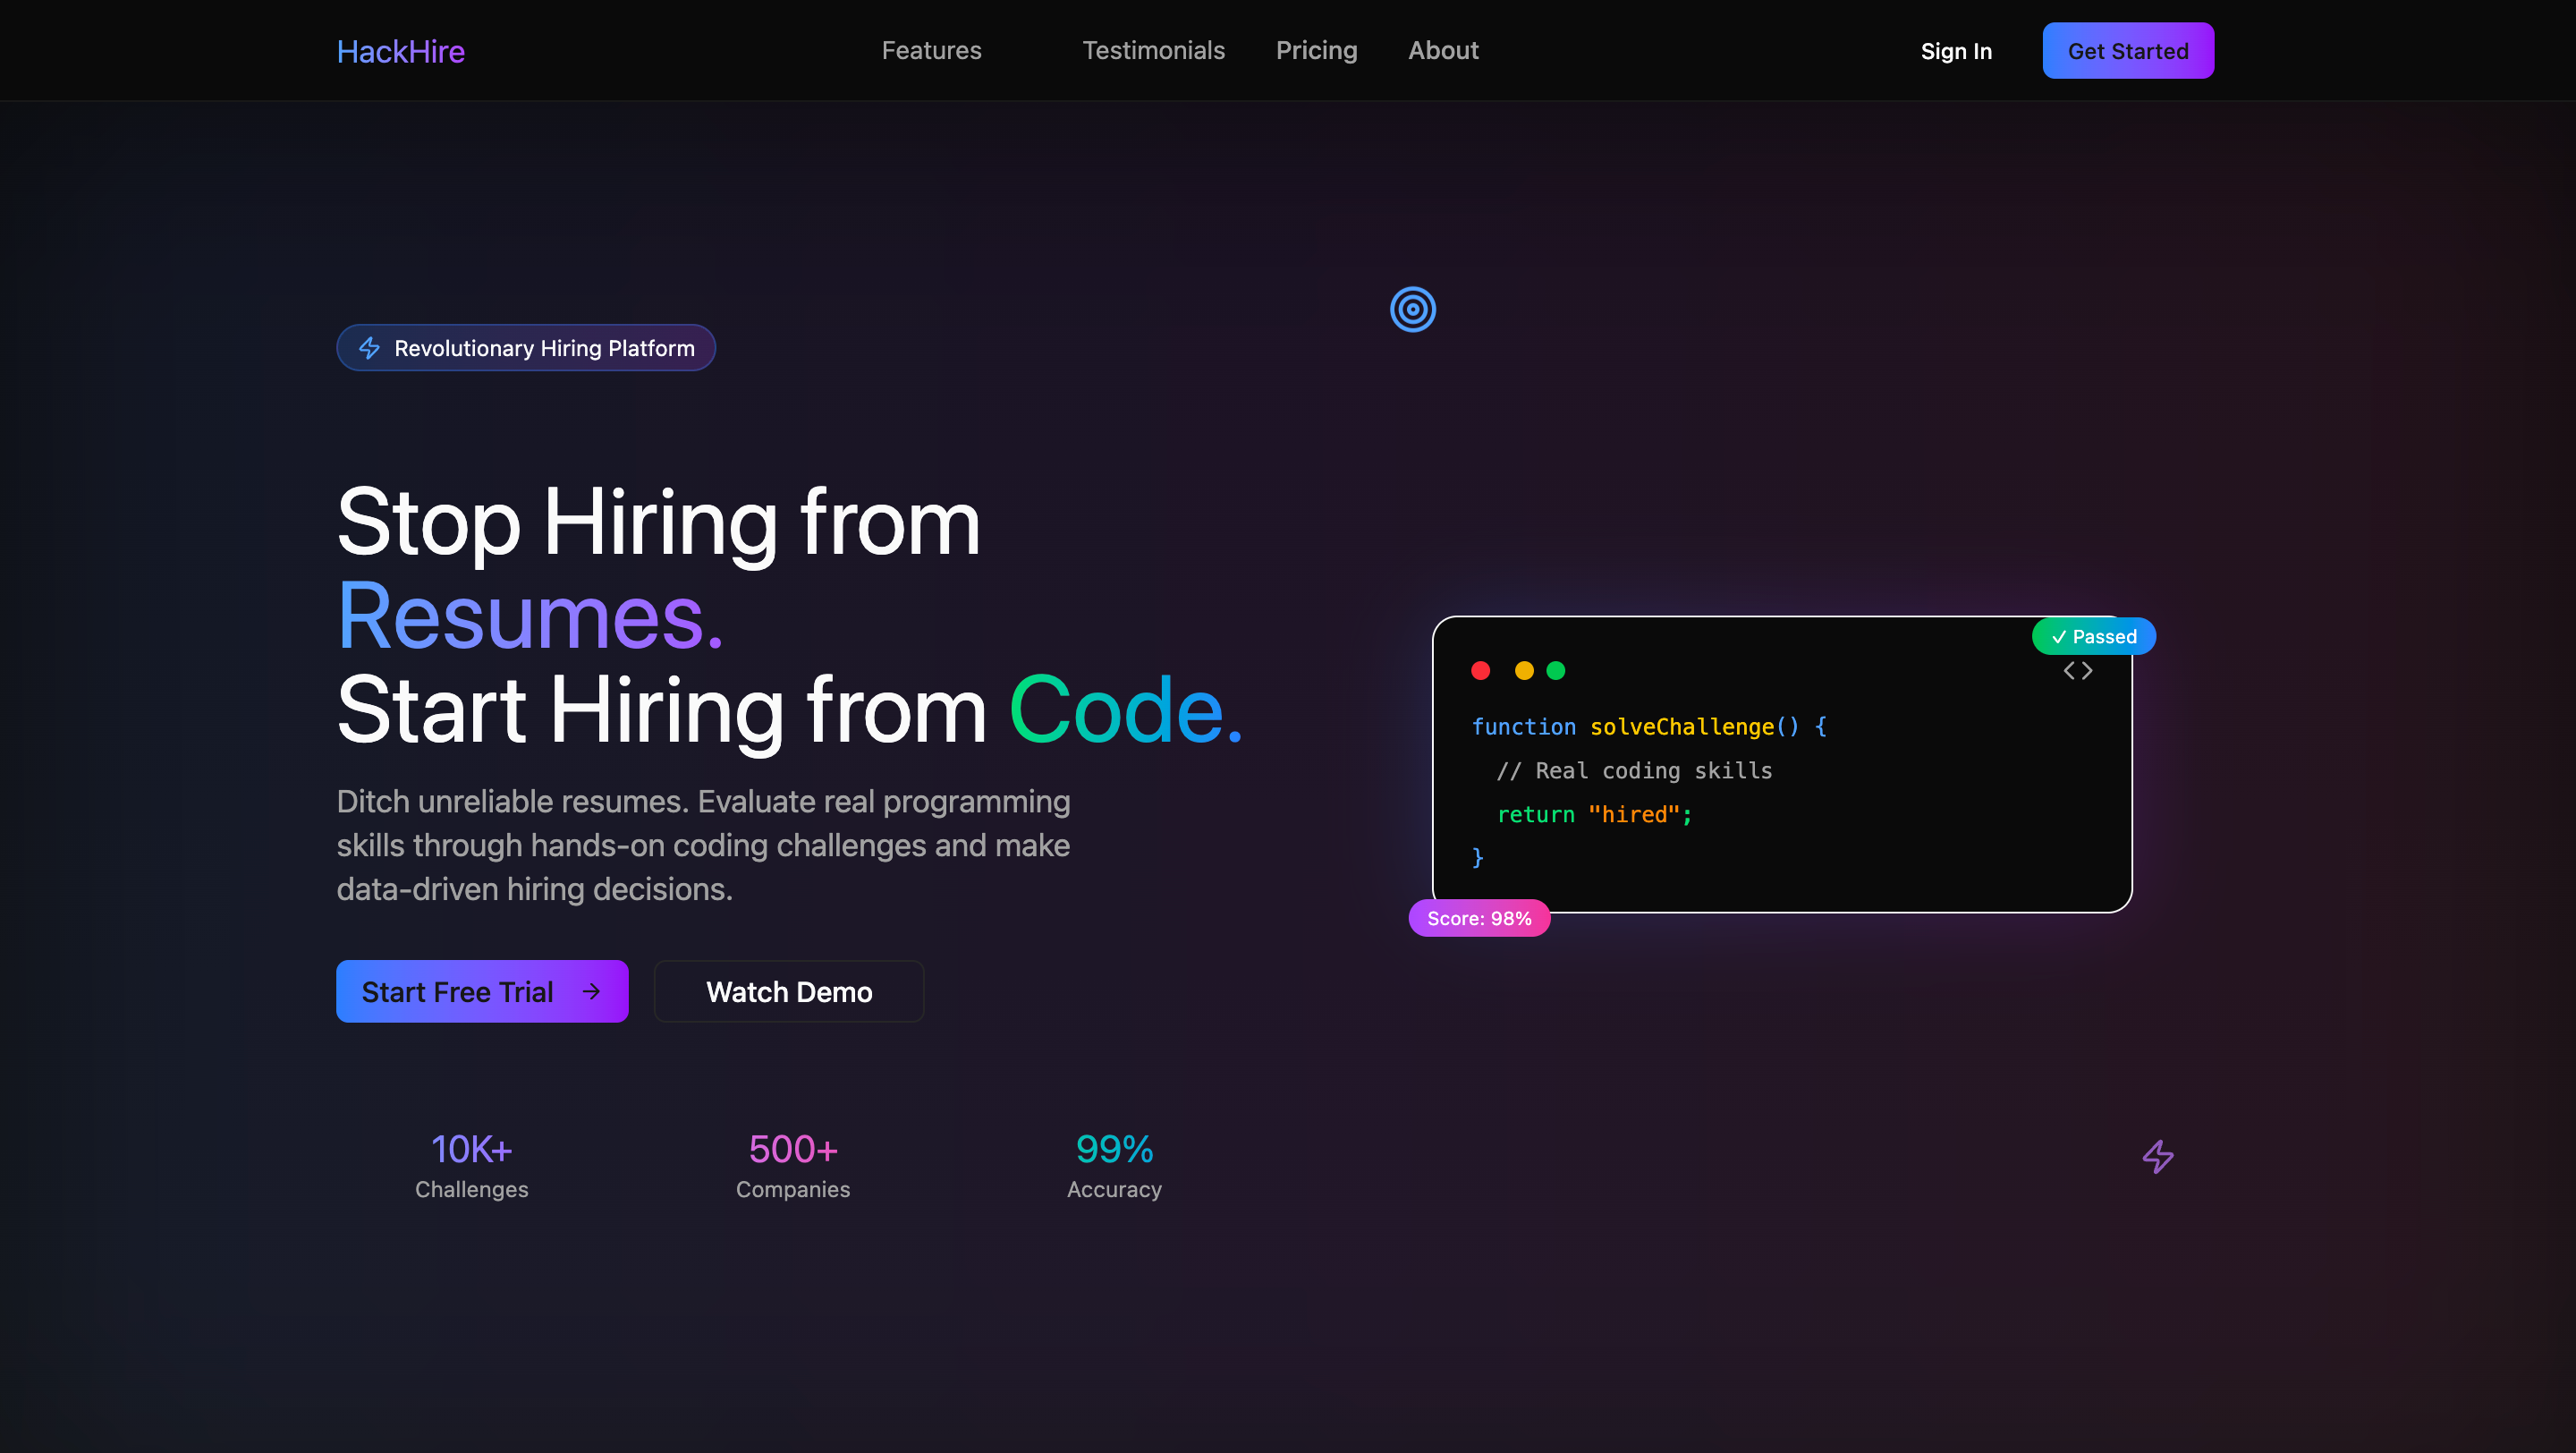 HackHire
Features
Testimonials
Pricing
About
Sign In
Get Started
Revolutionary Hiring Platform
Stop Hiring from
Resumes.
Start Hiring from Code.
Ditch unreliable resumes. Evaluate real programming
skills through hands-on coding challenges and make
data-driven hiring decisions.
Start Free Trial →
Watch Demo
10K+
Challenges
500+
Companies
99%
Accuracy
✓ Passed
<>
function solveChallenge() {
  // Real coding skills
  return "hired";
}
Score: 98%